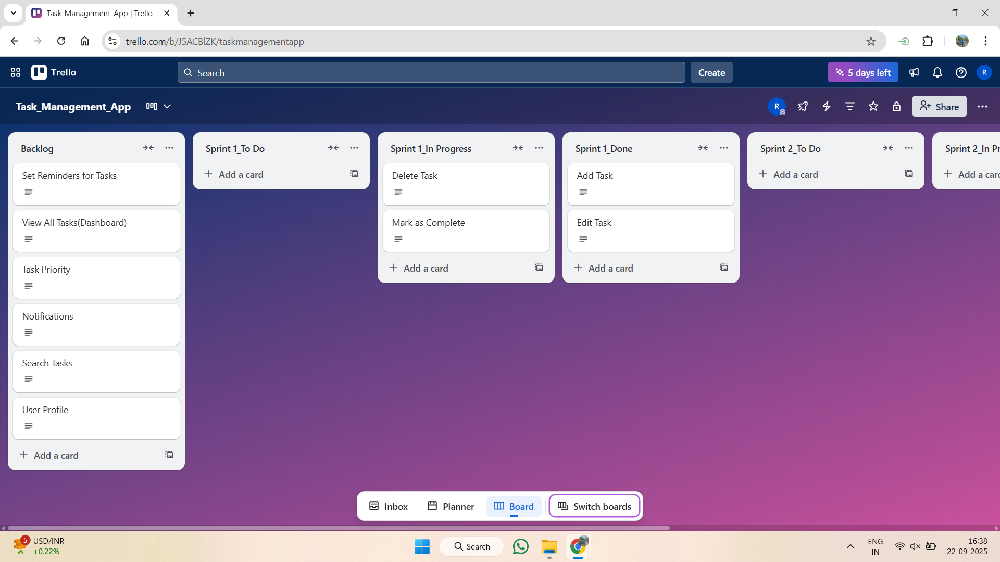 Task_Management_App | Trello
trello.com/b/J5ACBlZK/taskmanagementapp
Trello
Search
Create
5 days left
R
Task_Management_App
R
Share
Backlog
Set Reminders for Tasks
View All Tasks(Dashboard)
Task Priority
Notifications
Search Tasks
User Profile
Add a card
Sprint 1_To Do
Add a card
Sprint 1_In Progress
Delete Task
Mark as Complete
Add a card
Sprint 1_Done
Add Task
Edit Task
Add a card
Sprint 2_To Do
Add a card
Sprint 2_In Pr
Add a card
Inbox
Planner
Board
Switch boards
5
USD/INR
+0.22%
Search
ENG
IN
16:38
22-09-2025